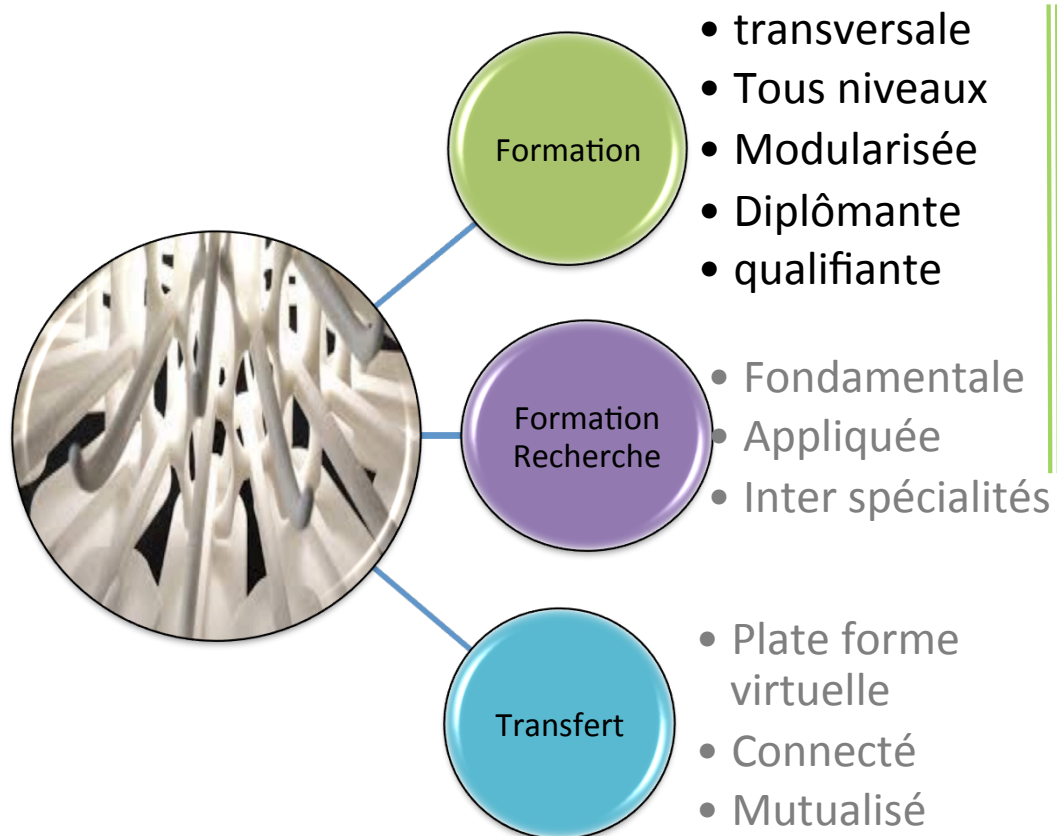 Formation
• transversale
• Tous niveaux
• Modularisée
• Diplômante
• qualifiante
Formation
Recherche
• Fondamentale
• Appliquée
• Inter spécialités
Transfert
• Plate forme
virtuelle
• Connecté
• Mutualisé